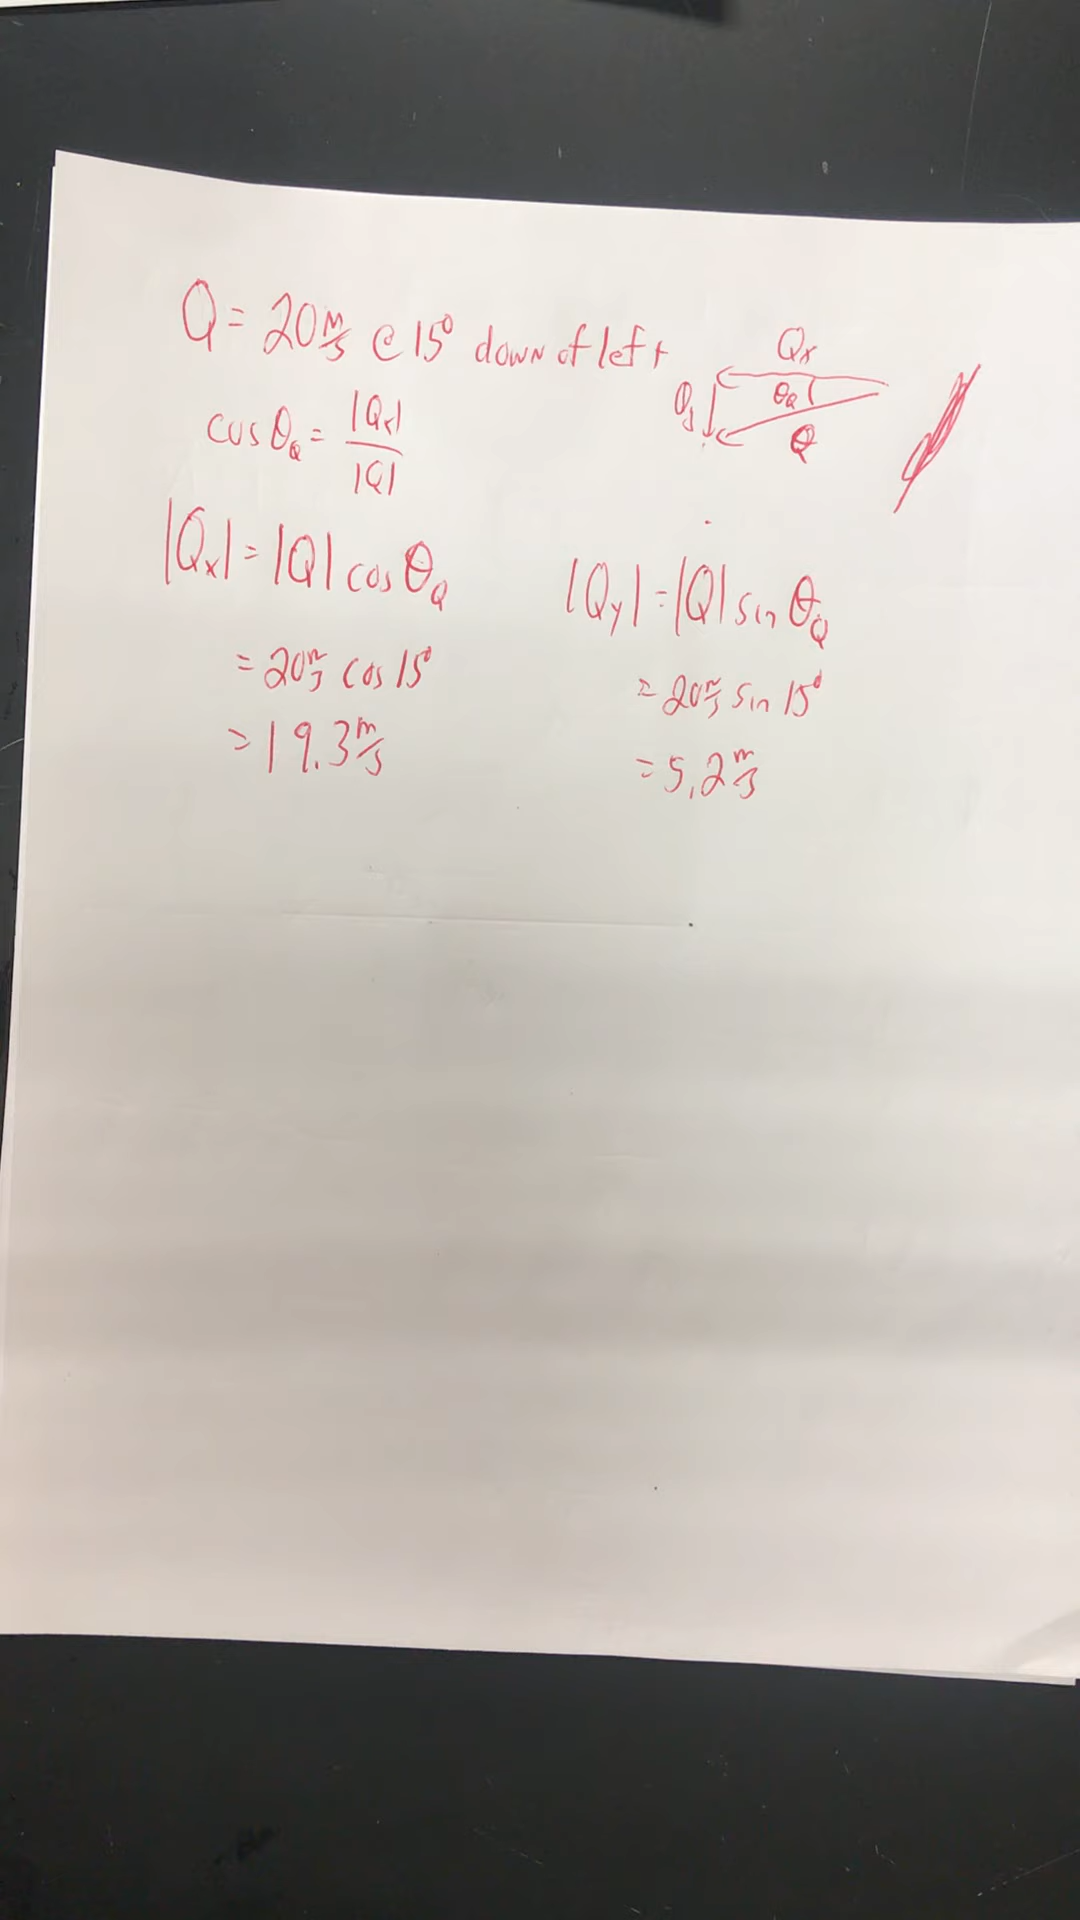 Q = 20 m/s @ 15° down of left
Qx
Qy
θQ
Q
cos θQ = |Qx| / |Q|
|Qx| = |Q| cos θQ
= 20 m/s cos 15°
= 19.3 m/s
|Qy| = |Q| sin θQ
= 20 m/s sin 15°
= 5.2 m/s